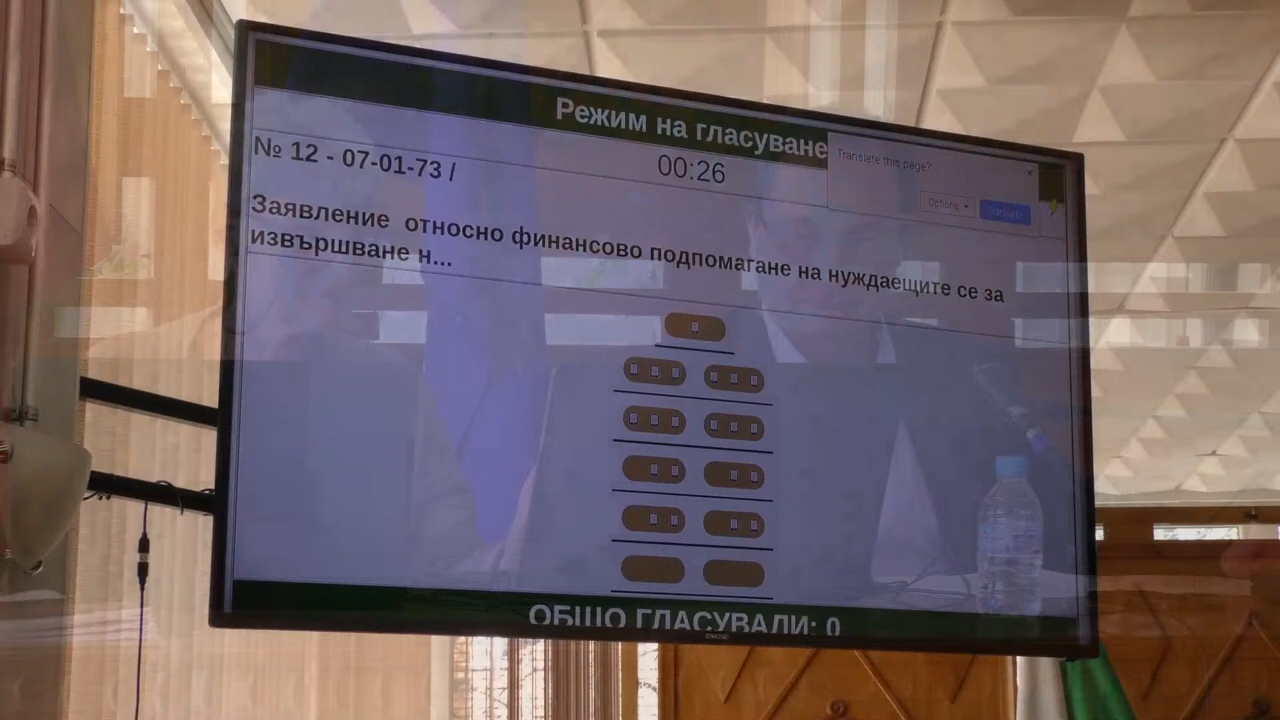 Режим на гласуване
Translate this page?
x
№ 12 - 07-01-73 /
00:26
Options
Translate
Заявление относно финансово подпомагане на нуждаещите се за
извършване н...
ОБЩО ГЛАСУВАЛИ: 0